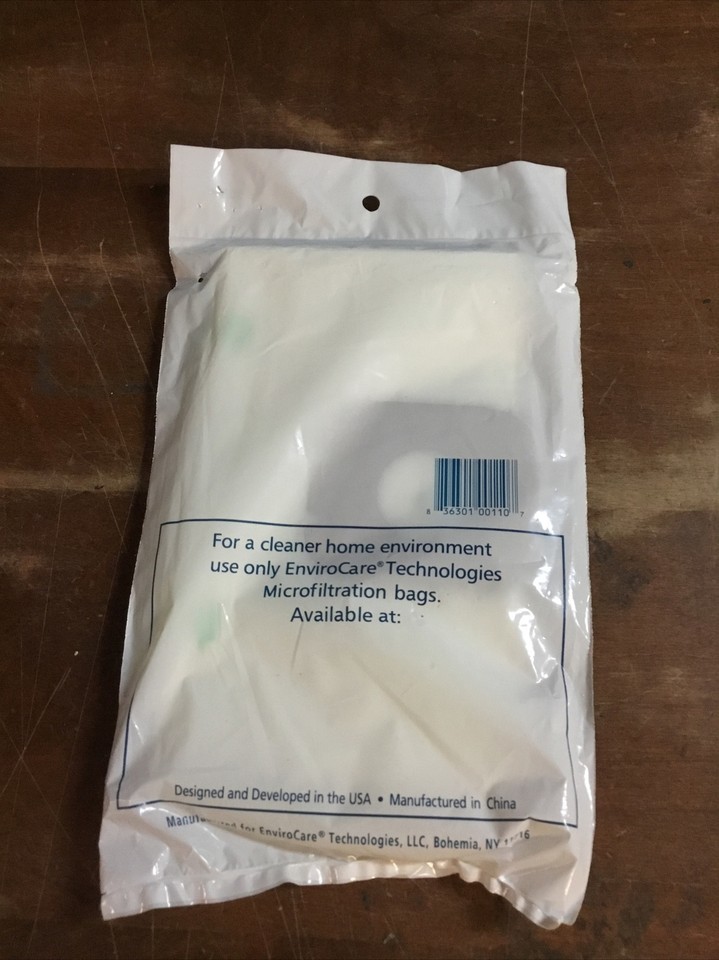 8 36301 00110 7
For a cleaner home environment
use only EnviroCare® Technologies
Microfiltration bags.
Available at:
Designed and Developed in the USA • Manufactured in China
for EnviroCare® Technologies, LLC, Bohemia, NY